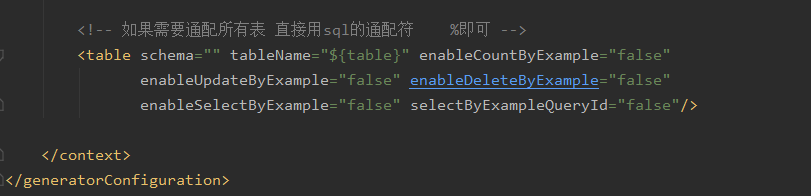 <!-- 如果需要通配所有表 直接用sql的通配符    %即可 -->
<table schema="" tableName="${table}" enableCountByExample="false"
enableUpdateByExample="false" enableDeleteByExample="false"
enableSelectByExample="false" selectByExampleQueryId="false"/>
</context>
</generatorConfiguration>